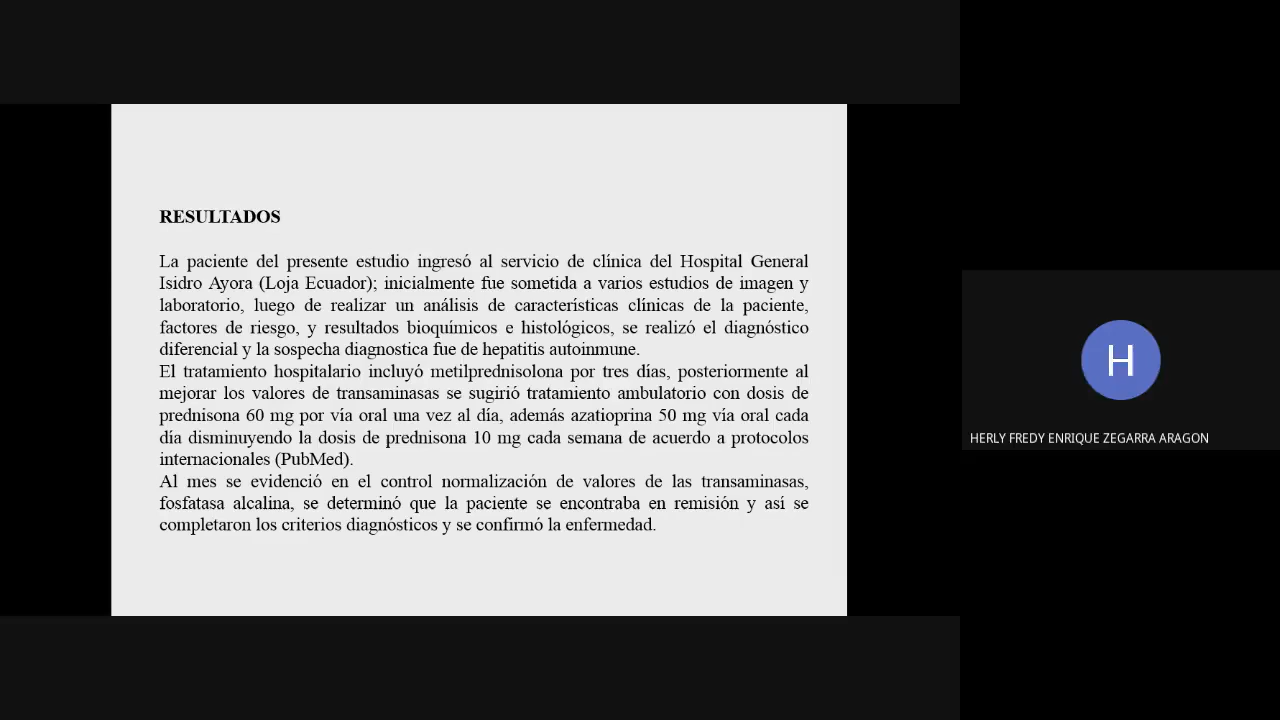 RESULTADOS
La paciente del presente estudio ingresó al servicio de clínica del Hospital General
Isidro Ayora (Loja Ecuador); inicialmente fue sometida a varios estudios de imagen y
laboratorio, luego de realizar un análisis de características clínicas de la paciente,
factores de riesgo, y resultados bioquímicos e histológicos, se realizó el diagnóstico
diferencial y la sospecha diagnostica fue de hepatitis autoinmune.
El tratamiento hospitalario incluyó metilprednisolona por tres días, posteriormente al
mejorar los valores de transaminasas se sugirió tratamiento ambulatorio con dosis de
prednisona 60 mg por vía oral una vez al día, además azatioprina 50 mg vía oral cada
día disminuyendo la dosis de prednisona 10 mg cada semana de acuerdo a protocolos
internacionales (PubMed).
Al mes se evidenció en el control normalización de valores de las transaminasas,
fosfatasa alcalina, se determinó que la paciente se encontraba en remisión y así se
completaron los criterios diagnósticos y se confirmó la enfermedad.
H
HERLY FREDY ENRIQUE ZEGARRA ARAGON